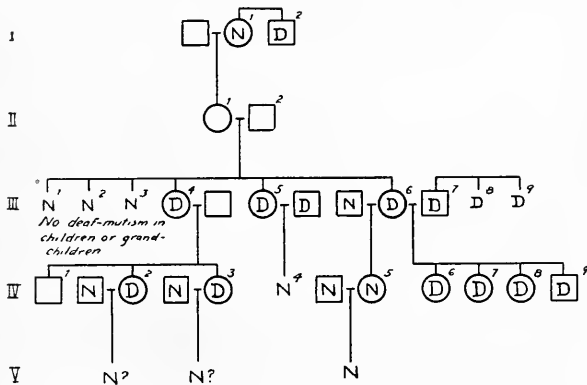 I N 1 D 2
II 1 2
III N 1 N 2 N 3 D 4 D 5 D N D 6 D 7 D 8 D 9
No deaf-mutism in
children or grand-
children
IV 1 N D 2 N D 3 N 4 N N 5 D 6 D 7 D 8 D 9
V N? N? N